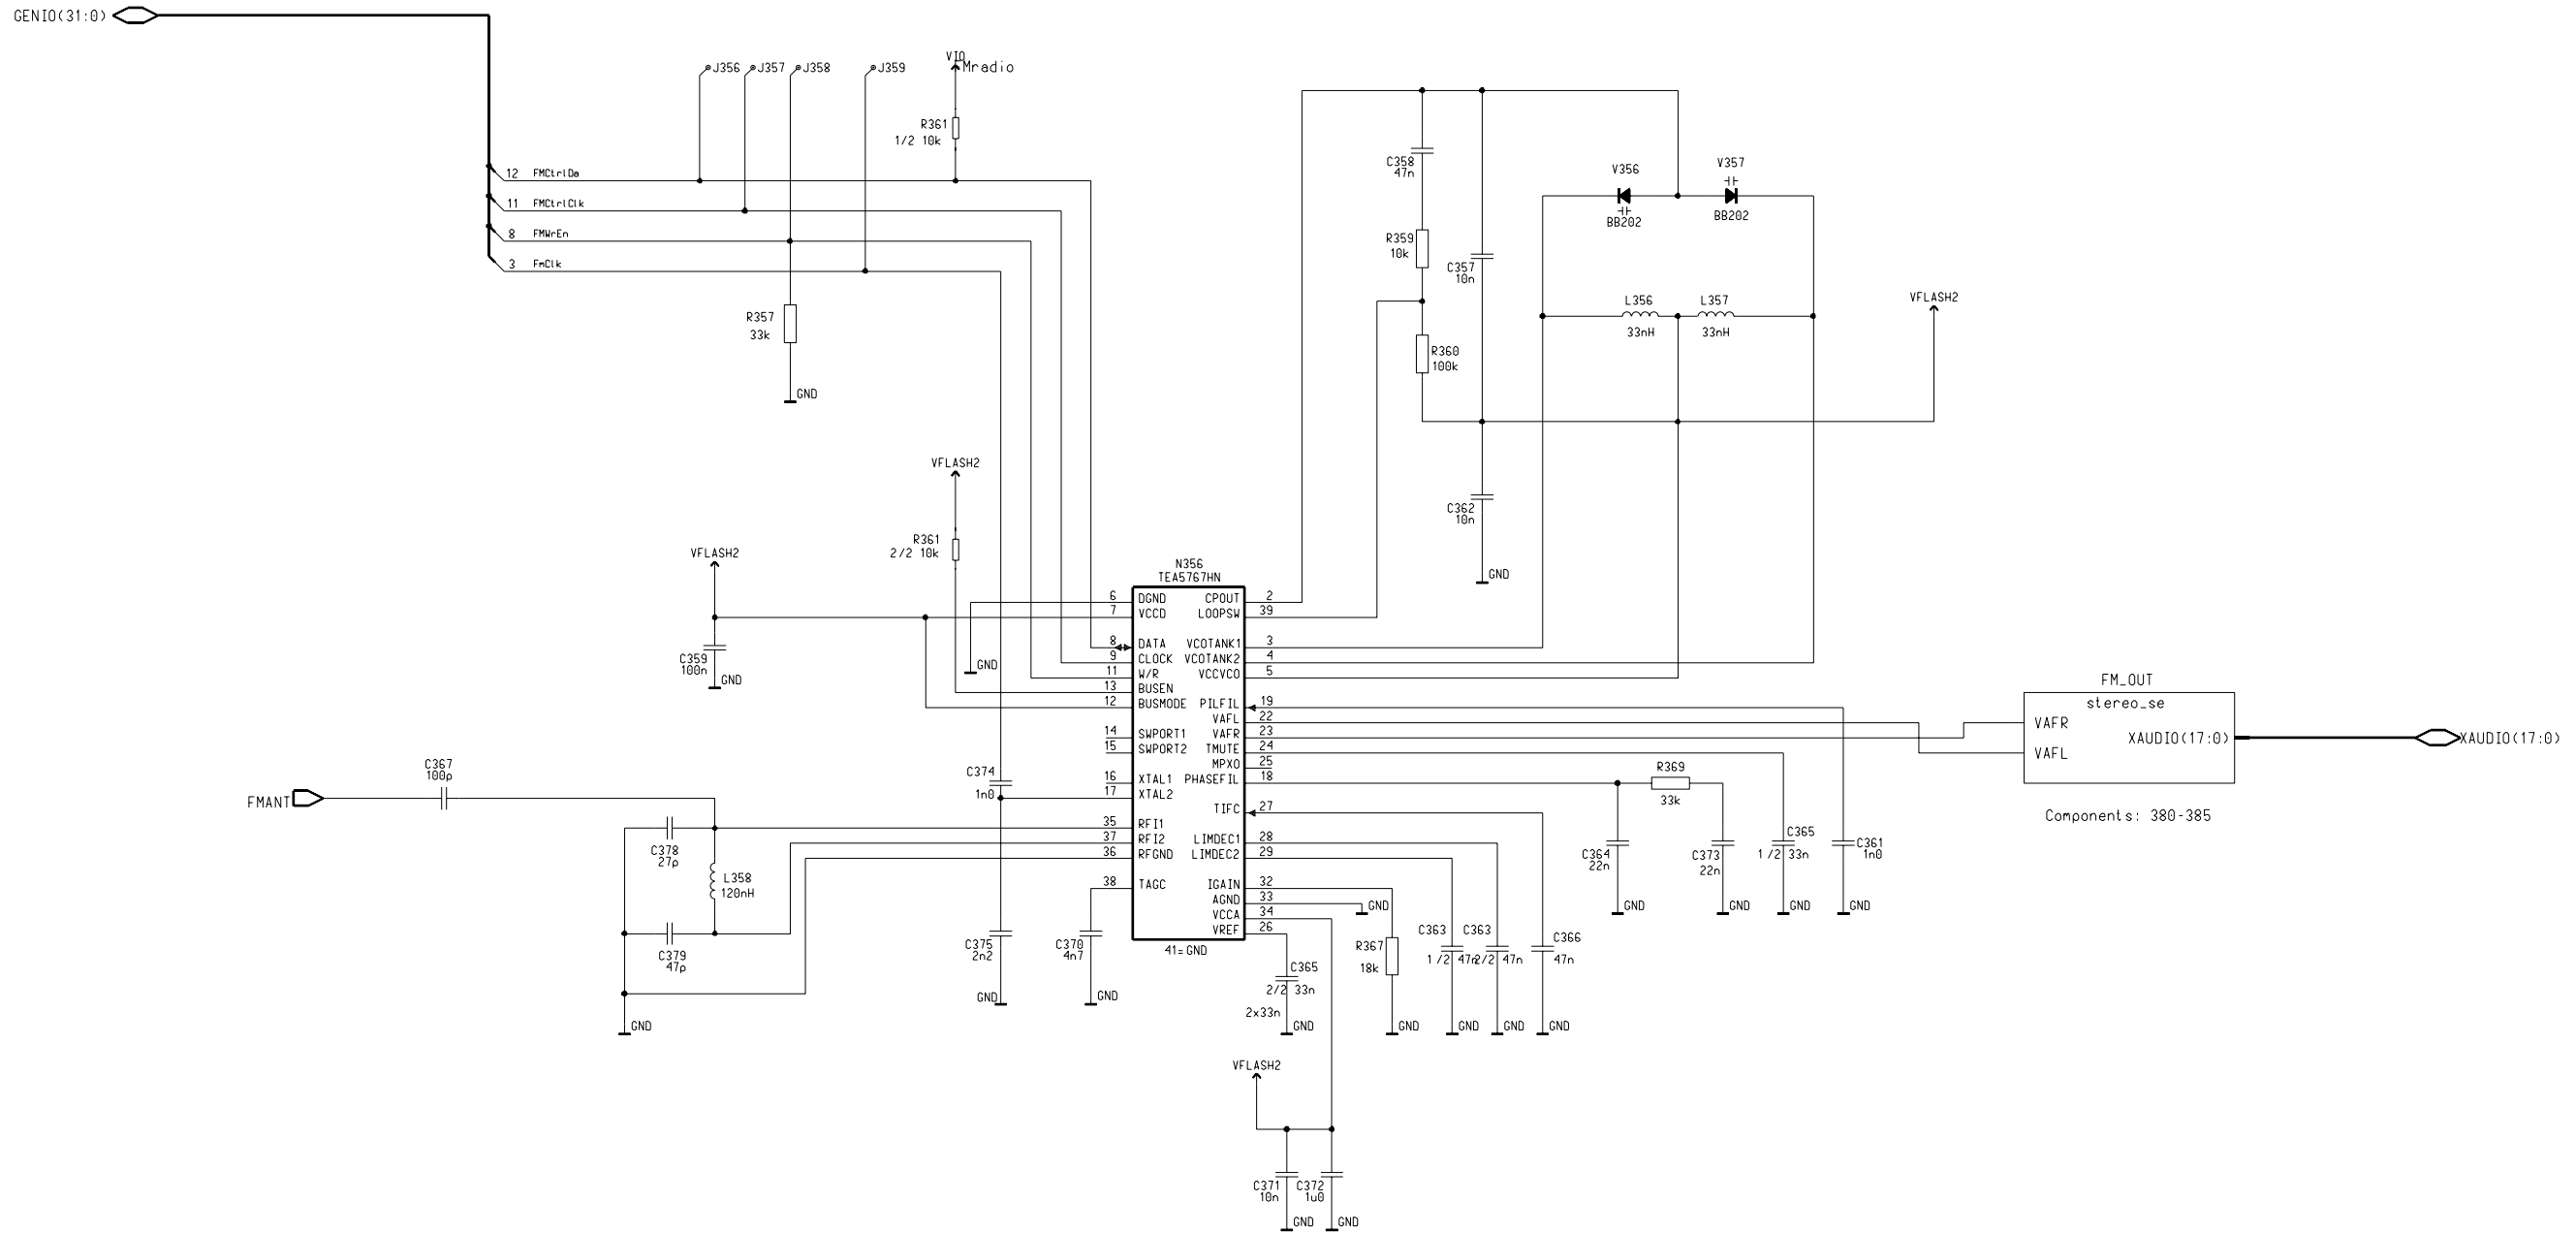 GENIO(31:0)
J356
J357
J358
J359
VIO
Mradio
R361
1/2 10k
12 FMCtrlDa
11 FMCtrlClk
8 FMWrEn
3 FmClk
R357
33k
GND
C358
47n
R359
10k
C357
10n
R360
100k
V356
BB202
V357
BB202
L356
33nH
L357
33nH
VFLASH2
C362
10n
GND
VFLASH2
R361
2/2 10k
VFLASH2
C359
100n
GND
GND
N356
TEA5767HN
6 DGND
7 VCCD
8 DATA
9 CLOCK
11 W/R
13 BUSEN
12 BUSMODE
14 SWPORT1
15 SWPORT2
16 XTAL1
17 XTAL2
35 RFI1
37 RFI2
36 RFGND
38 TAGC
CPOUT 2
LOOPSW 39
VCOTANK1 3
VCOTANK2 4
VCCVCO 5
PILFIL 19
VAFL 22
VAFR 23
TMUTE 24
MPXO 25
PHASEFIL 18
TIFC 27
LIMDEC1 28
LIMDEC2 29
IGAIN 32
AGND 33
VCCA 34
VREF 26
41=GND
FM_OUT
stereo_se
VAFR
VAFL
XAUDIO(17:0)
XAUDIO(17:0)
Components: 380-385
FMANT
C367
100p
C374
1n0
C378
27p
L358
120nH
C379
47p
GND
C375
2n2
GND
C370
4n7
GND
R369
33k
C364
22n
GND
C373
22n
GND
C365
1/2 33n
GND
C361
1n0
GND
GND
R367
18k
GND
C363
1/2 47n
GND
C363
2/2 47n
GND
C366
47n
GND
C365
2/2 33n
2x33n
GND
VFLASH2
C371
10n
GND
C372
1u0
GND